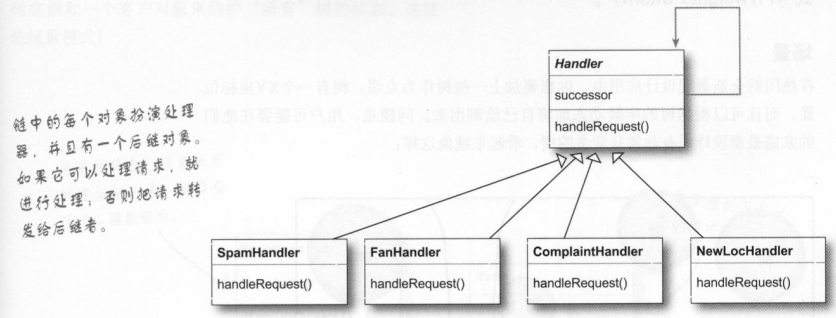 Handler
successor
handleRequest()
链中的每个对象扮演处理
器，并且有一个后继对象。
如果它可以处理请求，就
进行处理；否则把请求转
发给后继者。
SpamHandler
handleRequest()
FanHandler
handleRequest()
ComplaintHandler
handleRequest()
NewLocHandler
handleRequest()